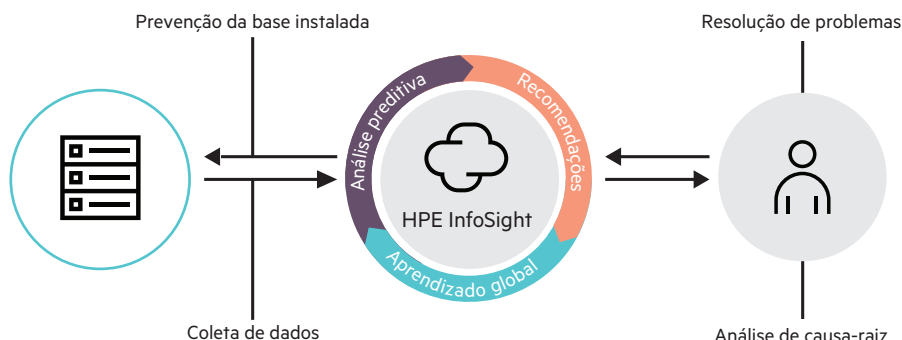 Prevenção da base instalada
Resolução de problemas
Análise preditiva
Recomendações
HPE InfoSight
Aprendizado global
Coleta de dados
Análise de causa-raiz